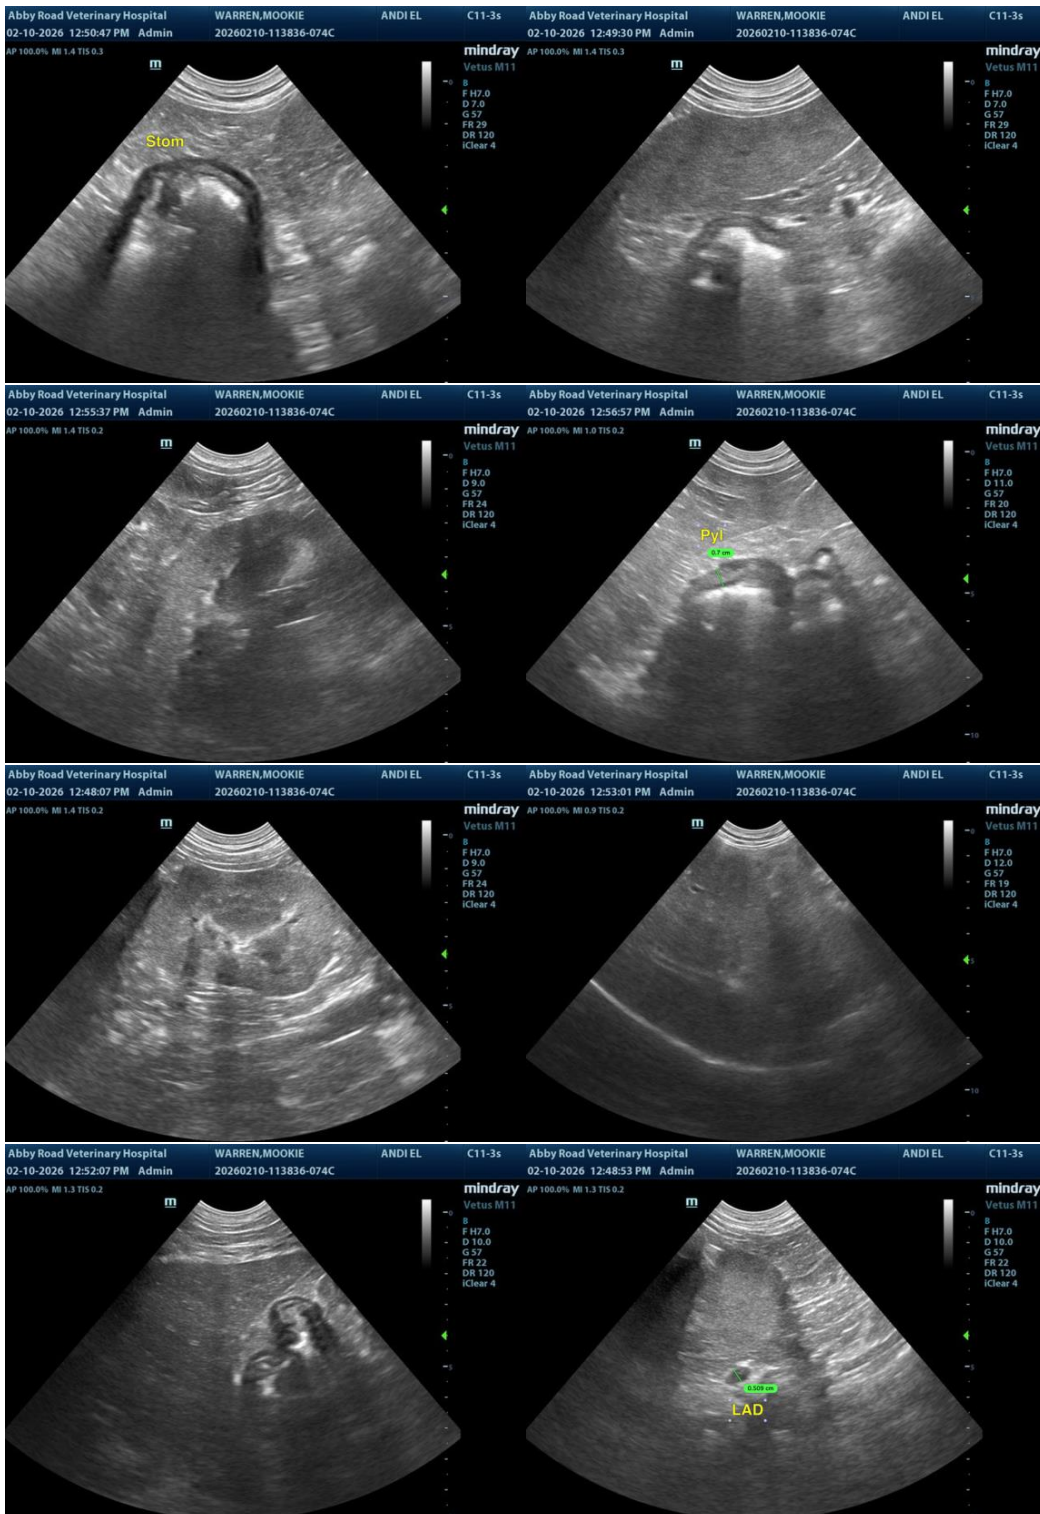 Abby Road Veterinary Hospital WARREN,MOOKIE ANDI EL C11-3s
02-10-2026 12:50:47 PM Admin 20260210-113836-074C
AP 100.0% MI 1.4 TIS 0.3
mindray
Vetus M11
m
B
F H7.0
D 7.0
G 57
FR 29
DR 120
iClear 4
0
Stom
Abby Road Veterinary Hospital WARREN,MOOKIE ANDI EL C11-3s
02-10-2026 12:49:30 PM Admin 20260210-113836-074C
AP 100.0% MI 1.4 TIS 0.3
mindray
Vetus M11
m
B
F H7.0
D 7.0
G 57
FR 29
DR 120
iClear 4
0
Abby Road Veterinary Hospital WARREN,MOOKIE ANDI EL C11-3s
02-10-2026 12:55:37 PM Admin 20260210-113836-074C
AP 100.0% MI 1.4 TIS 0.2
mindray
Vetus M11
m
B
F H7.0
D 9.0
G 57
FR 24
DR 120
iClear 4
0
5
Abby Road Veterinary Hospital WARREN,MOOKIE ANDI EL C11-3s
02-10-2026 12:56:57 PM Admin 20260210-113836-074C
AP 100.0% MI 1.0 TIS 0.2
mindray
Vetus M11
m
B
F H7.0
D 11.0
G 57
FR 20
DR 120
iClear 4
0
Pyl
0.7 cm
5
10
Abby Road Veterinary Hospital WARREN,MOOKIE ANDI EL C11-3s
02-10-2026 12:48:07 PM Admin 20260210-113836-074C
AP 100.0% MI 1.4 TIS 0.2
mindray
Vetus M11
m
B
F H7.0
D 9.0
G 57
FR 24
DR 120
iClear 4
0
5
Abby Road Veterinary Hospital WARREN,MOOKIE ANDI EL C11-3s
02-10-2026 12:53:01 PM Admin 20260210-113836-074C
AP 100.0% MI 0.9 TIS 0.2
mindray
Vetus M11
m
B
F H7.0
D 12.0
G 57
FR 19
DR 120
iClear 4
0
5
10
Abby Road Veterinary Hospital WARREN,MOOKIE ANDI EL C11-3s
02-10-2026 12:52:07 PM Admin 20260210-113836-074C
AP 100.0% MI 1.3 TIS 0.2
mindray
Vetus M11
m
B
F H7.0
D 10.0
G 57
FR 22
DR 120
iClear 4
0
5
Abby Road Veterinary Hospital WARREN,MOOKIE ANDI EL C11-3s
02-10-2026 12:48:53 PM Admin 20260210-113836-074C
AP 100.0% MI 1.3 TIS 0.2
mindray
Vetus M11
m
B
F H7.0
D 10.0
G 57
FR 22
DR 120
iClear 4
0
5
0.509 cm
LAD